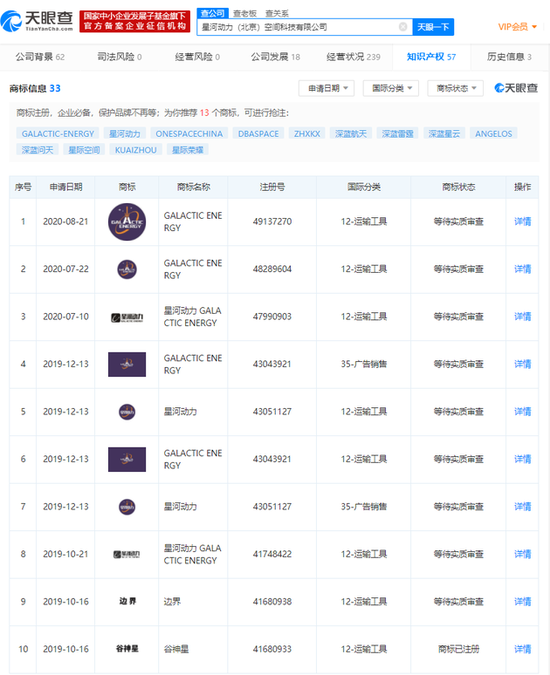 天眼查
TianYanCha.com
国家中小企业发展子基金旗下
官方备案企业征信机构
查公司 查老板 查关系
星河动力（北京）空间科技有限公司
天眼一下
VIP会员
公司背景 62 司法风险 0 经营风险 0 公司发展 18 经营状况 239 知识产权 57 历史信息 3
商标信息 33
申请日期 国际分类 商标状态 天眼查
商标注册，企业必备，保护品牌不再等；为你推荐 13 个商标，可进行抢注：
GALACTIC-ENERGY 星河动力 ONESPACECHINA DBASPACE ZHXKX 深蓝航天 深蓝雷霆 深蓝星云 ANGELOS
深蓝问天 星际空间 KUAIZHOU 星际荣耀
序号 申请日期 商标 商标名称 注册号 国际分类 商标状态 操作
1 2020-08-21 GALACTIC ENERGY GALACTIC ENE
RGY 49137270 12-运输工具 等待实质审查 详情
2 2020-07-22 GALACTIC ENE
RGY 48289604 12-运输工具 等待实质审查 详情
3 2020-07-10 星河动力 星河动力 GALA
CTIC ENERGY 47990903 12-运输工具 等待实质审查 详情
4 2019-12-13 GALACTIC ENE
RGY 43043921 35-广告销售 等待实质审查 详情
5 2019-12-13 星河动力 43051127 12-运输工具 等待实质审查 详情
6 2019-12-13 GALACTIC ENE
RGY 43043921 12-运输工具 等待实质审查 详情
7 2019-12-13 星河动力 43051127 35-广告销售 等待实质审查 详情
8 2019-10-21 星河动力 星河动力 GALA
CTIC ENERGY 41748422 12-运输工具 等待实质审查 详情
9 2019-10-16 边界 边界 41680938 12-运输工具 等待实质审查 详情
10 2019-10-16 谷神星 谷神星 41680933 12-运输工具 商标已注册 详情